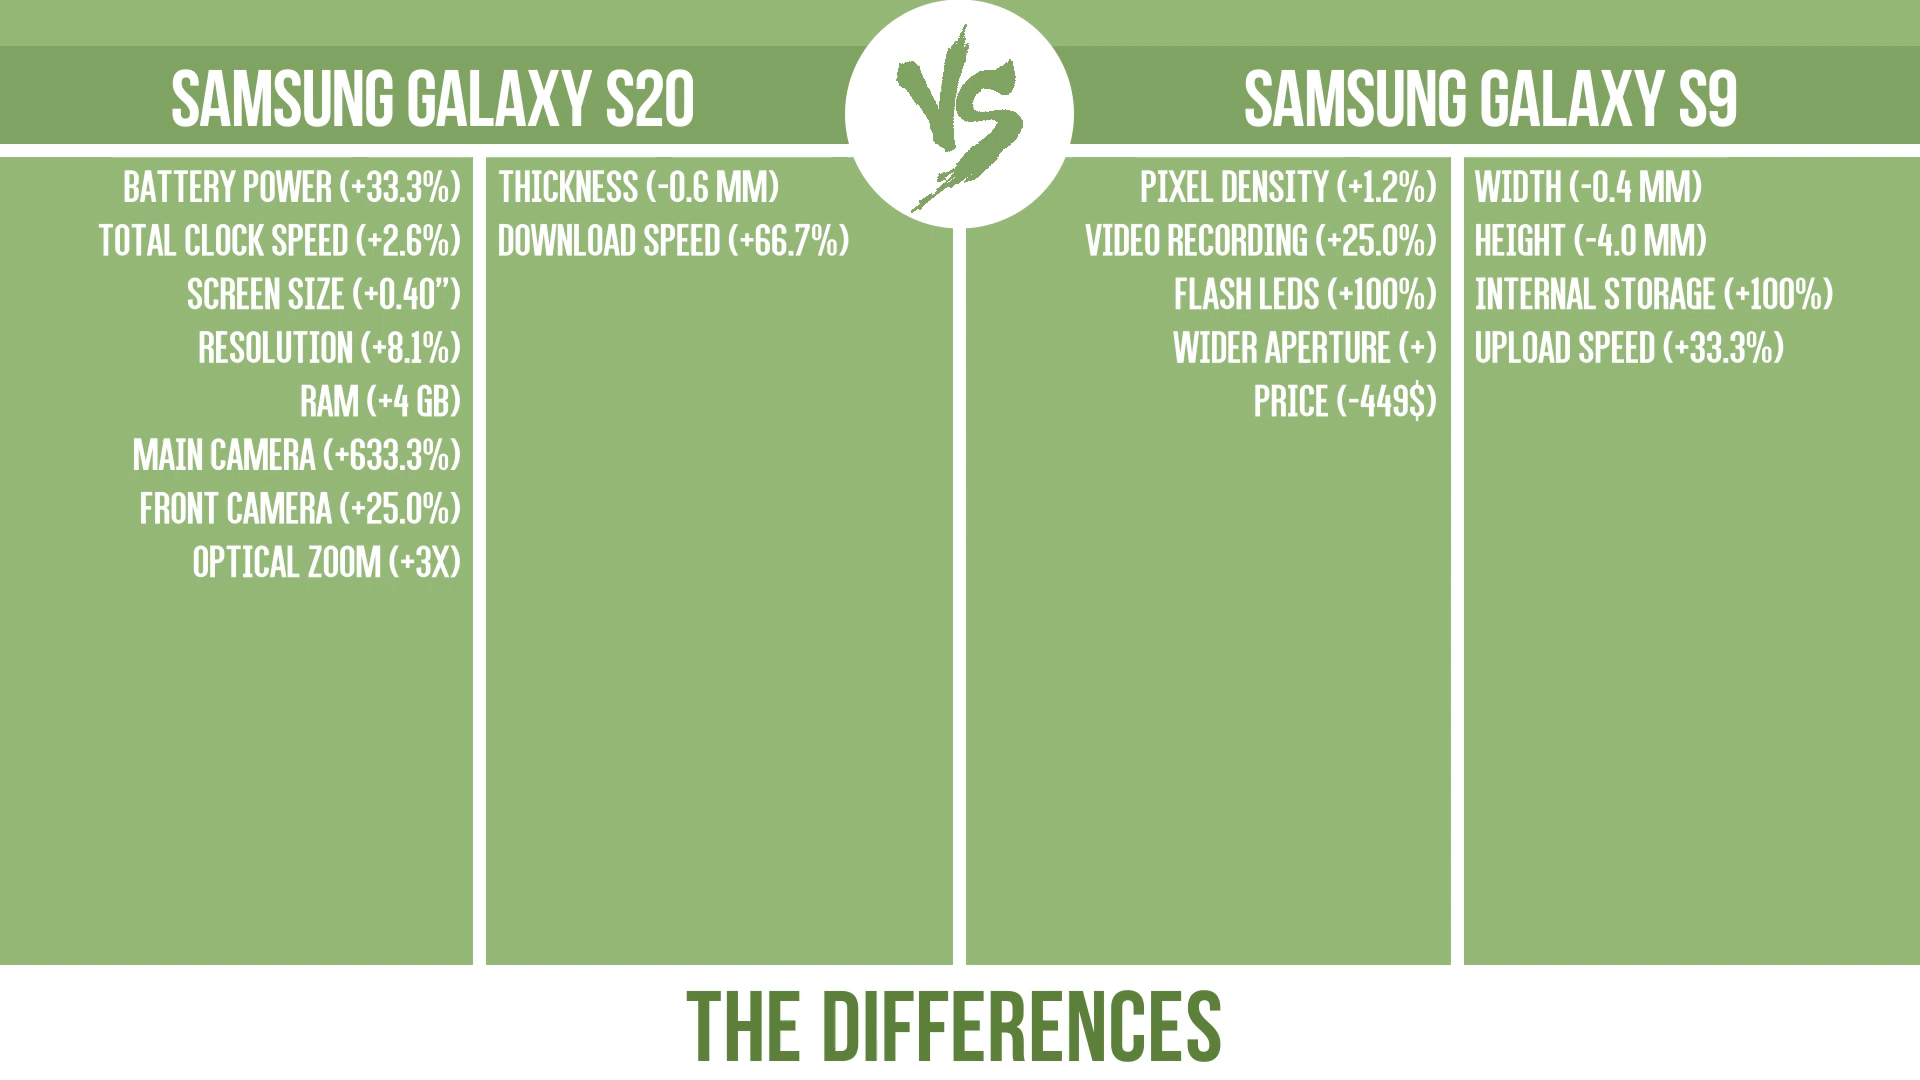 SAMSUNG GALAXY S20
VS
SAMSUNG GALAXY S9
BATTERY POWER (+33.3%)
TOTAL CLOCK SPEED (+2.6%)
SCREEN SIZE (+0.40”)
RESOLUTION (+8.1%)
RAM (+4 GB)
MAIN CAMERA (+633.3%)
FRONT CAMERA (+25.0%)
OPTICAL ZOOM (+3X)
THICKNESS (-0.6 MM)
DOWNLOAD SPEED (+66.7%)
PIXEL DENSITY (+1.2%)
VIDEO RECORDING (+25.0%)
FLASH LEDS (+100%)
WIDER APERTURE (+)
PRICE (-449$)
WIDTH (-0.4 MM)
HEIGHT (-4.0 MM)
INTERNAL STORAGE (+100%)
UPLOAD SPEED (+33.3%)
THE DIFFERENCES